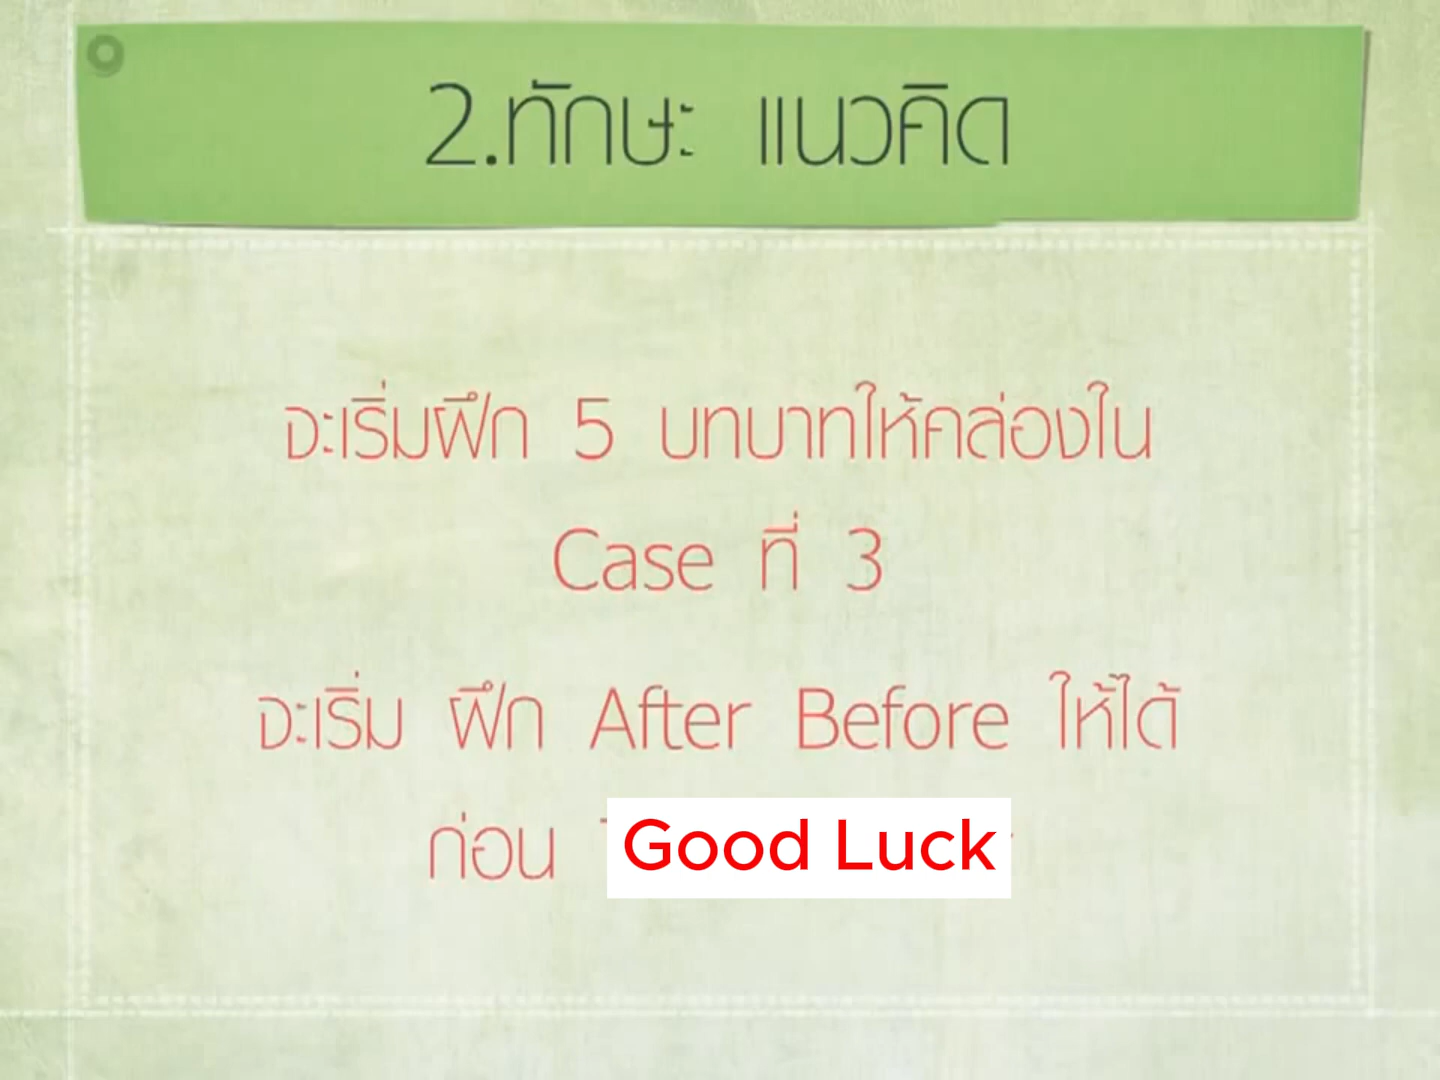 2.ทักษะ แนวคิด
จะเริ่มฝึก 5 บทบาทให้คล่องใน
Case ที่ 3
จะเริ่ม ฝึก After Before ให้ได้
ก่อน Good Luck